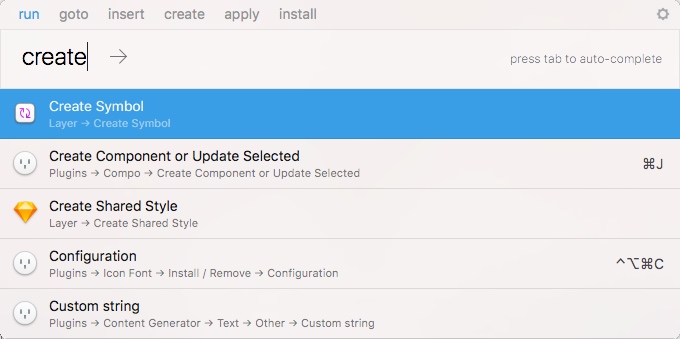 run goto insert create apply install
create → press tab to auto-complete
Create Symbol
Layer → Create Symbol
Create Component or Update Selected ⌘J
Plugins → Compo → Create Component or Update Selected
Create Shared Style
Layer → Create Shared Style
Configuration ^⌥⌘C
Plugins → Icon Font → Install / Remove → Configuration
Custom string
Plugins → Content Generator → Text → Other → Custom string